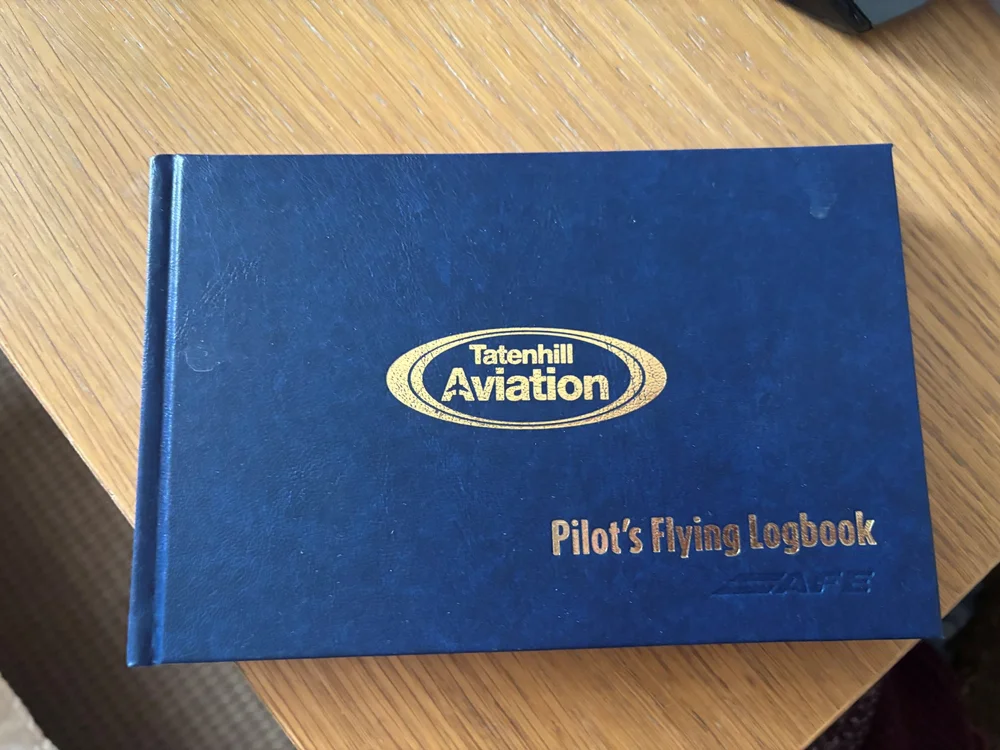 Tatenhill
Aviation
Pilot's Flying Logbook
AFE